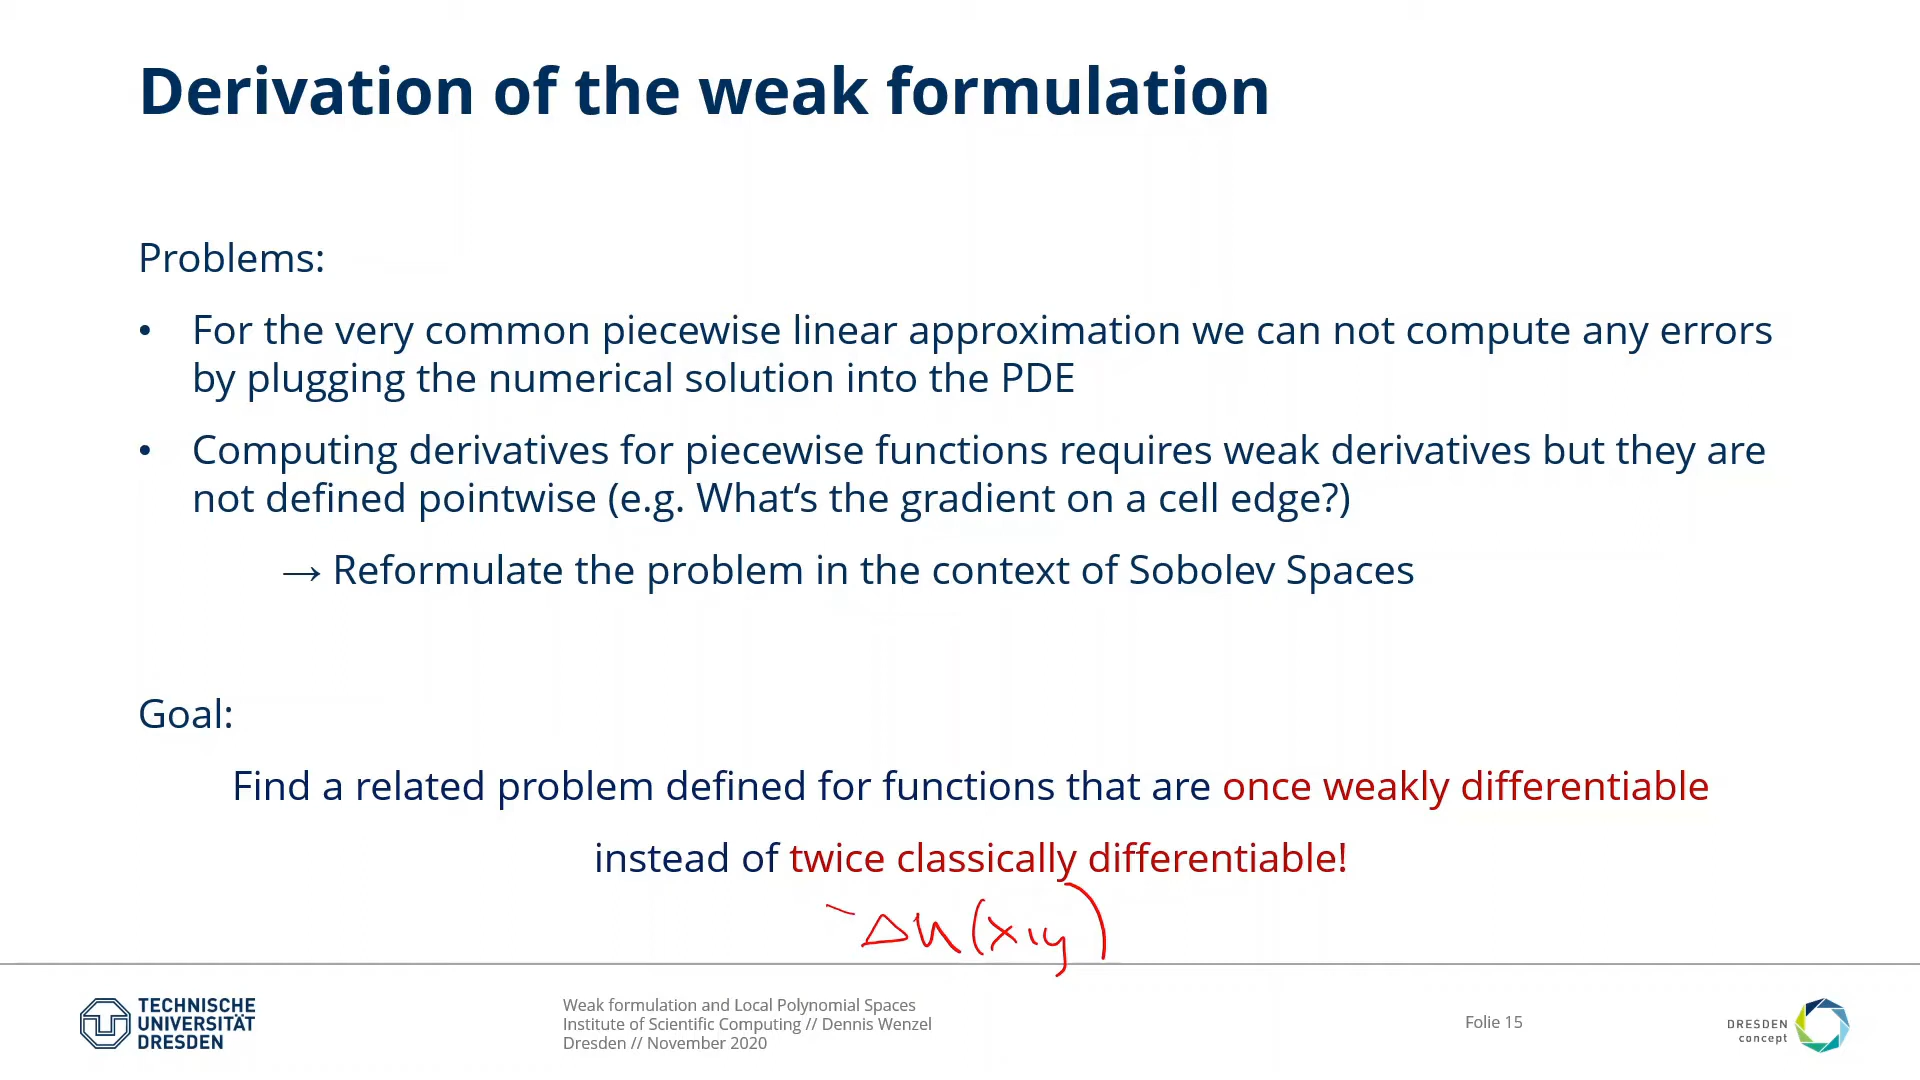 Derivation of the weak formulation
Problems:
• For the very common piecewise linear approximation we can not compute any errors
by plugging the numerical solution into the PDE
• Computing derivatives for piecewise functions requires weak derivatives but they are
not defined pointwise (e.g. What‘s the gradient on a cell edge?)
→ Reformulate the problem in the context of Sobolev Spaces
Goal:
Find a related problem defined for functions that are once weakly differentiable
instead of twice classically differentiable!
-Δu(x,y)
TECHNISCHE
UNIVERSITÄT
DRESDEN
Weak formulation and Local Polynomial Spaces
Institute of Scientific Computing // Dennis Wenzel
Dresden // November 2020
Folie 15
DRESDEN
concept